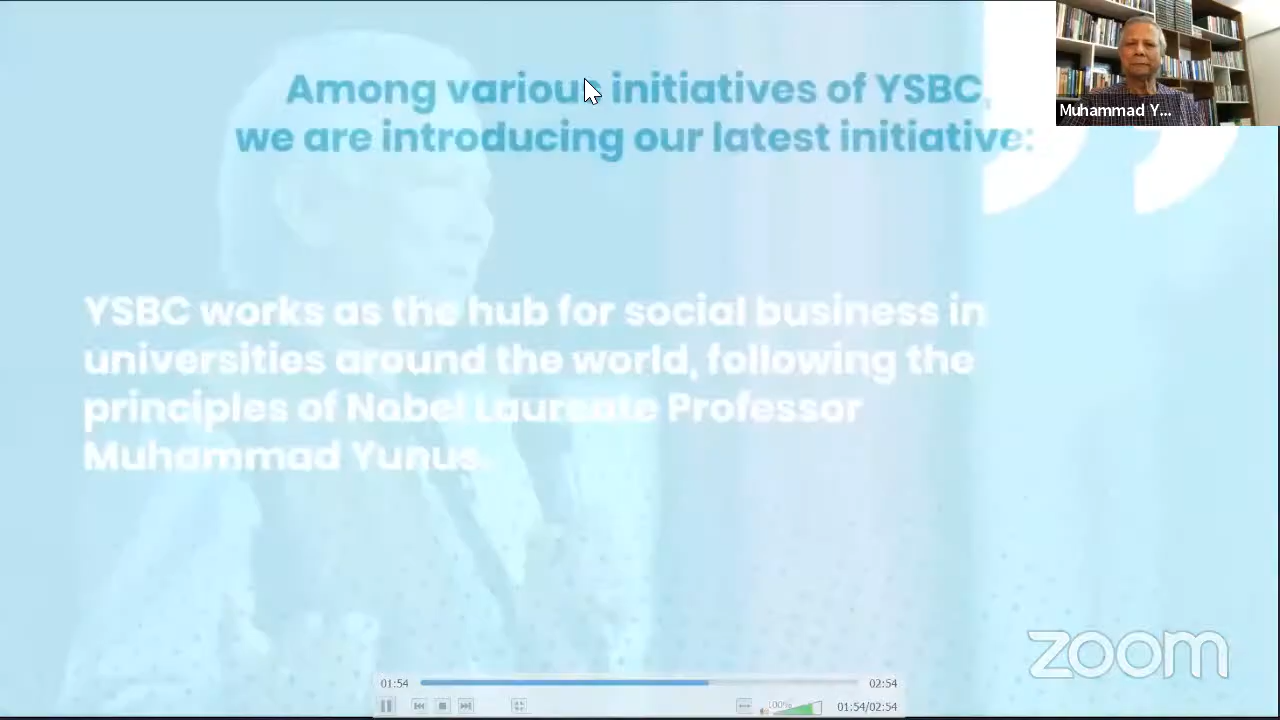 Among various initiatives of YSBC,
we are introducing our latest initiative:
Muhammad Y...
YSBC works as the hub for social business in
universities around the world, following the
principles of Nobel Laureate Professor
Muhammad Yunus.
zoom
01:54
02:54
100%
01:54/02:54